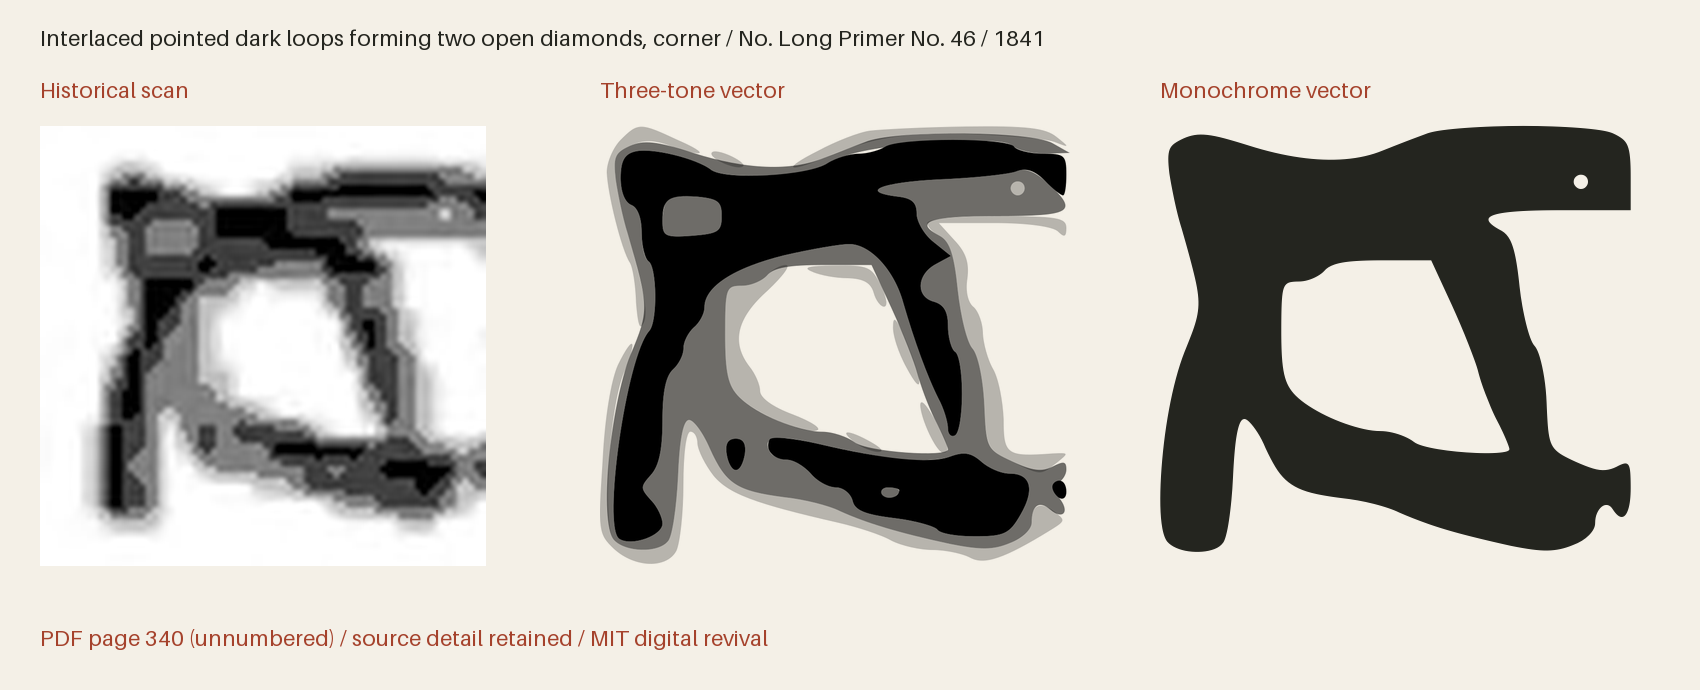 Interlaced pointed dark loops forming two open diamonds, corner / No. Long Primer No. 46 / 1841
Historical scan
Three-tone vector
Monochrome vector
PDF page 340 (unnumbered) / source detail retained / MIT digital revival